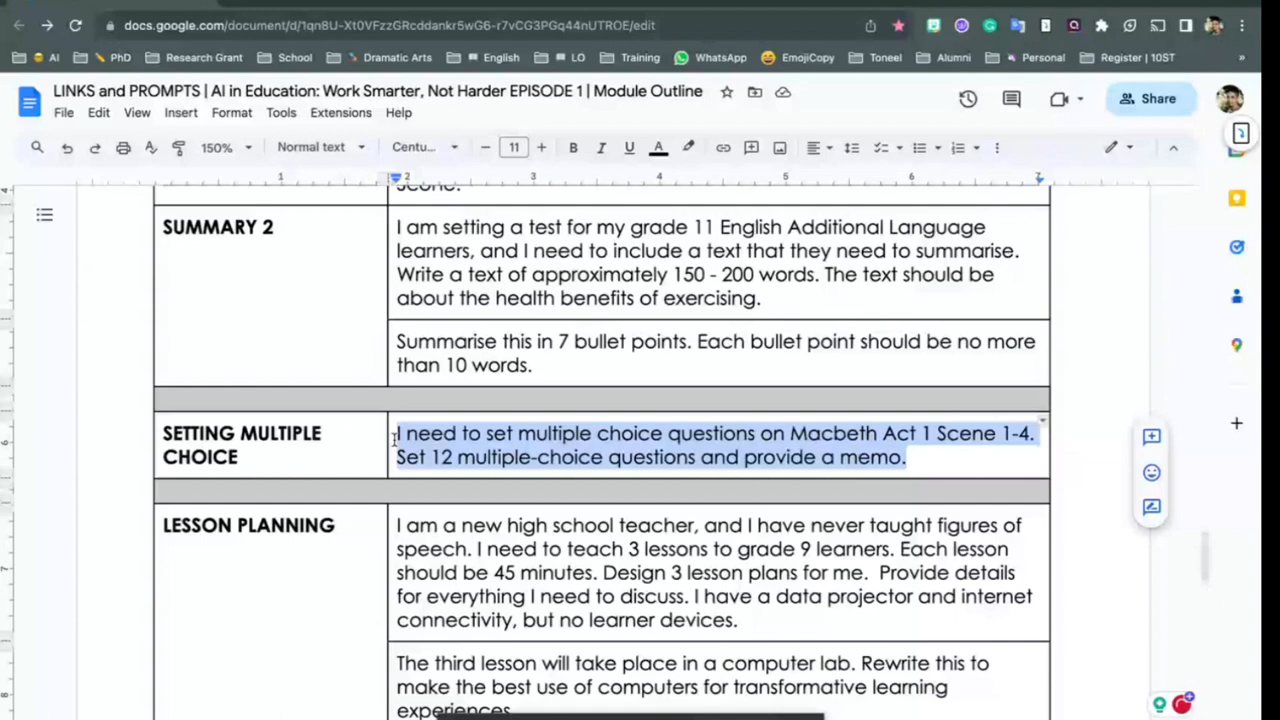 docs.google.com/document/d/1qn8U-Xt0VFzzGRcddankr5wG6-r7vCG3PGq44nUTROE/edit
AI PhD Research Grant School Dramatic Arts English LO Training WhatsApp EmojiCopy Toneel Alumni Personal Register | 10ST »
LINKS and PROMPTS | AI in Education: Work Smarter, Not Harder EPISODE 1 | Module Outline
Share
File Edit View Insert Format Tools Extensions Help
150% Normal text Centu... 11 B I U A
1 2 3 4 5 6 7
SUMMARY 2
I am setting a test for my grade 11 English Additional Language
learners, and I need to include a text that they need to summarise.
Write a text of approximately 150 - 200 words. The text should be
about the health benefits of exercising.
Summarise this in 7 bullet points. Each bullet point should be no more
than 10 words.
SETTING MULTIPLE
CHOICE
I need to set multiple choice questions on Macbeth Act 1 Scene 1-4.
Set 12 multiple-choice questions and provide a memo.
LESSON PLANNING
I am a new high school teacher, and I have never taught figures of
speech. I need to teach 3 lessons to grade 9 learners. Each lesson
should be 45 minutes. Design 3 lesson plans for me. Provide details
for everything I need to discuss. I have a data projector and internet
connectivity, but no learner devices.
The third lesson will take place in a computer lab. Rewrite this to
make the best use of computers for transformative learning
experiences.